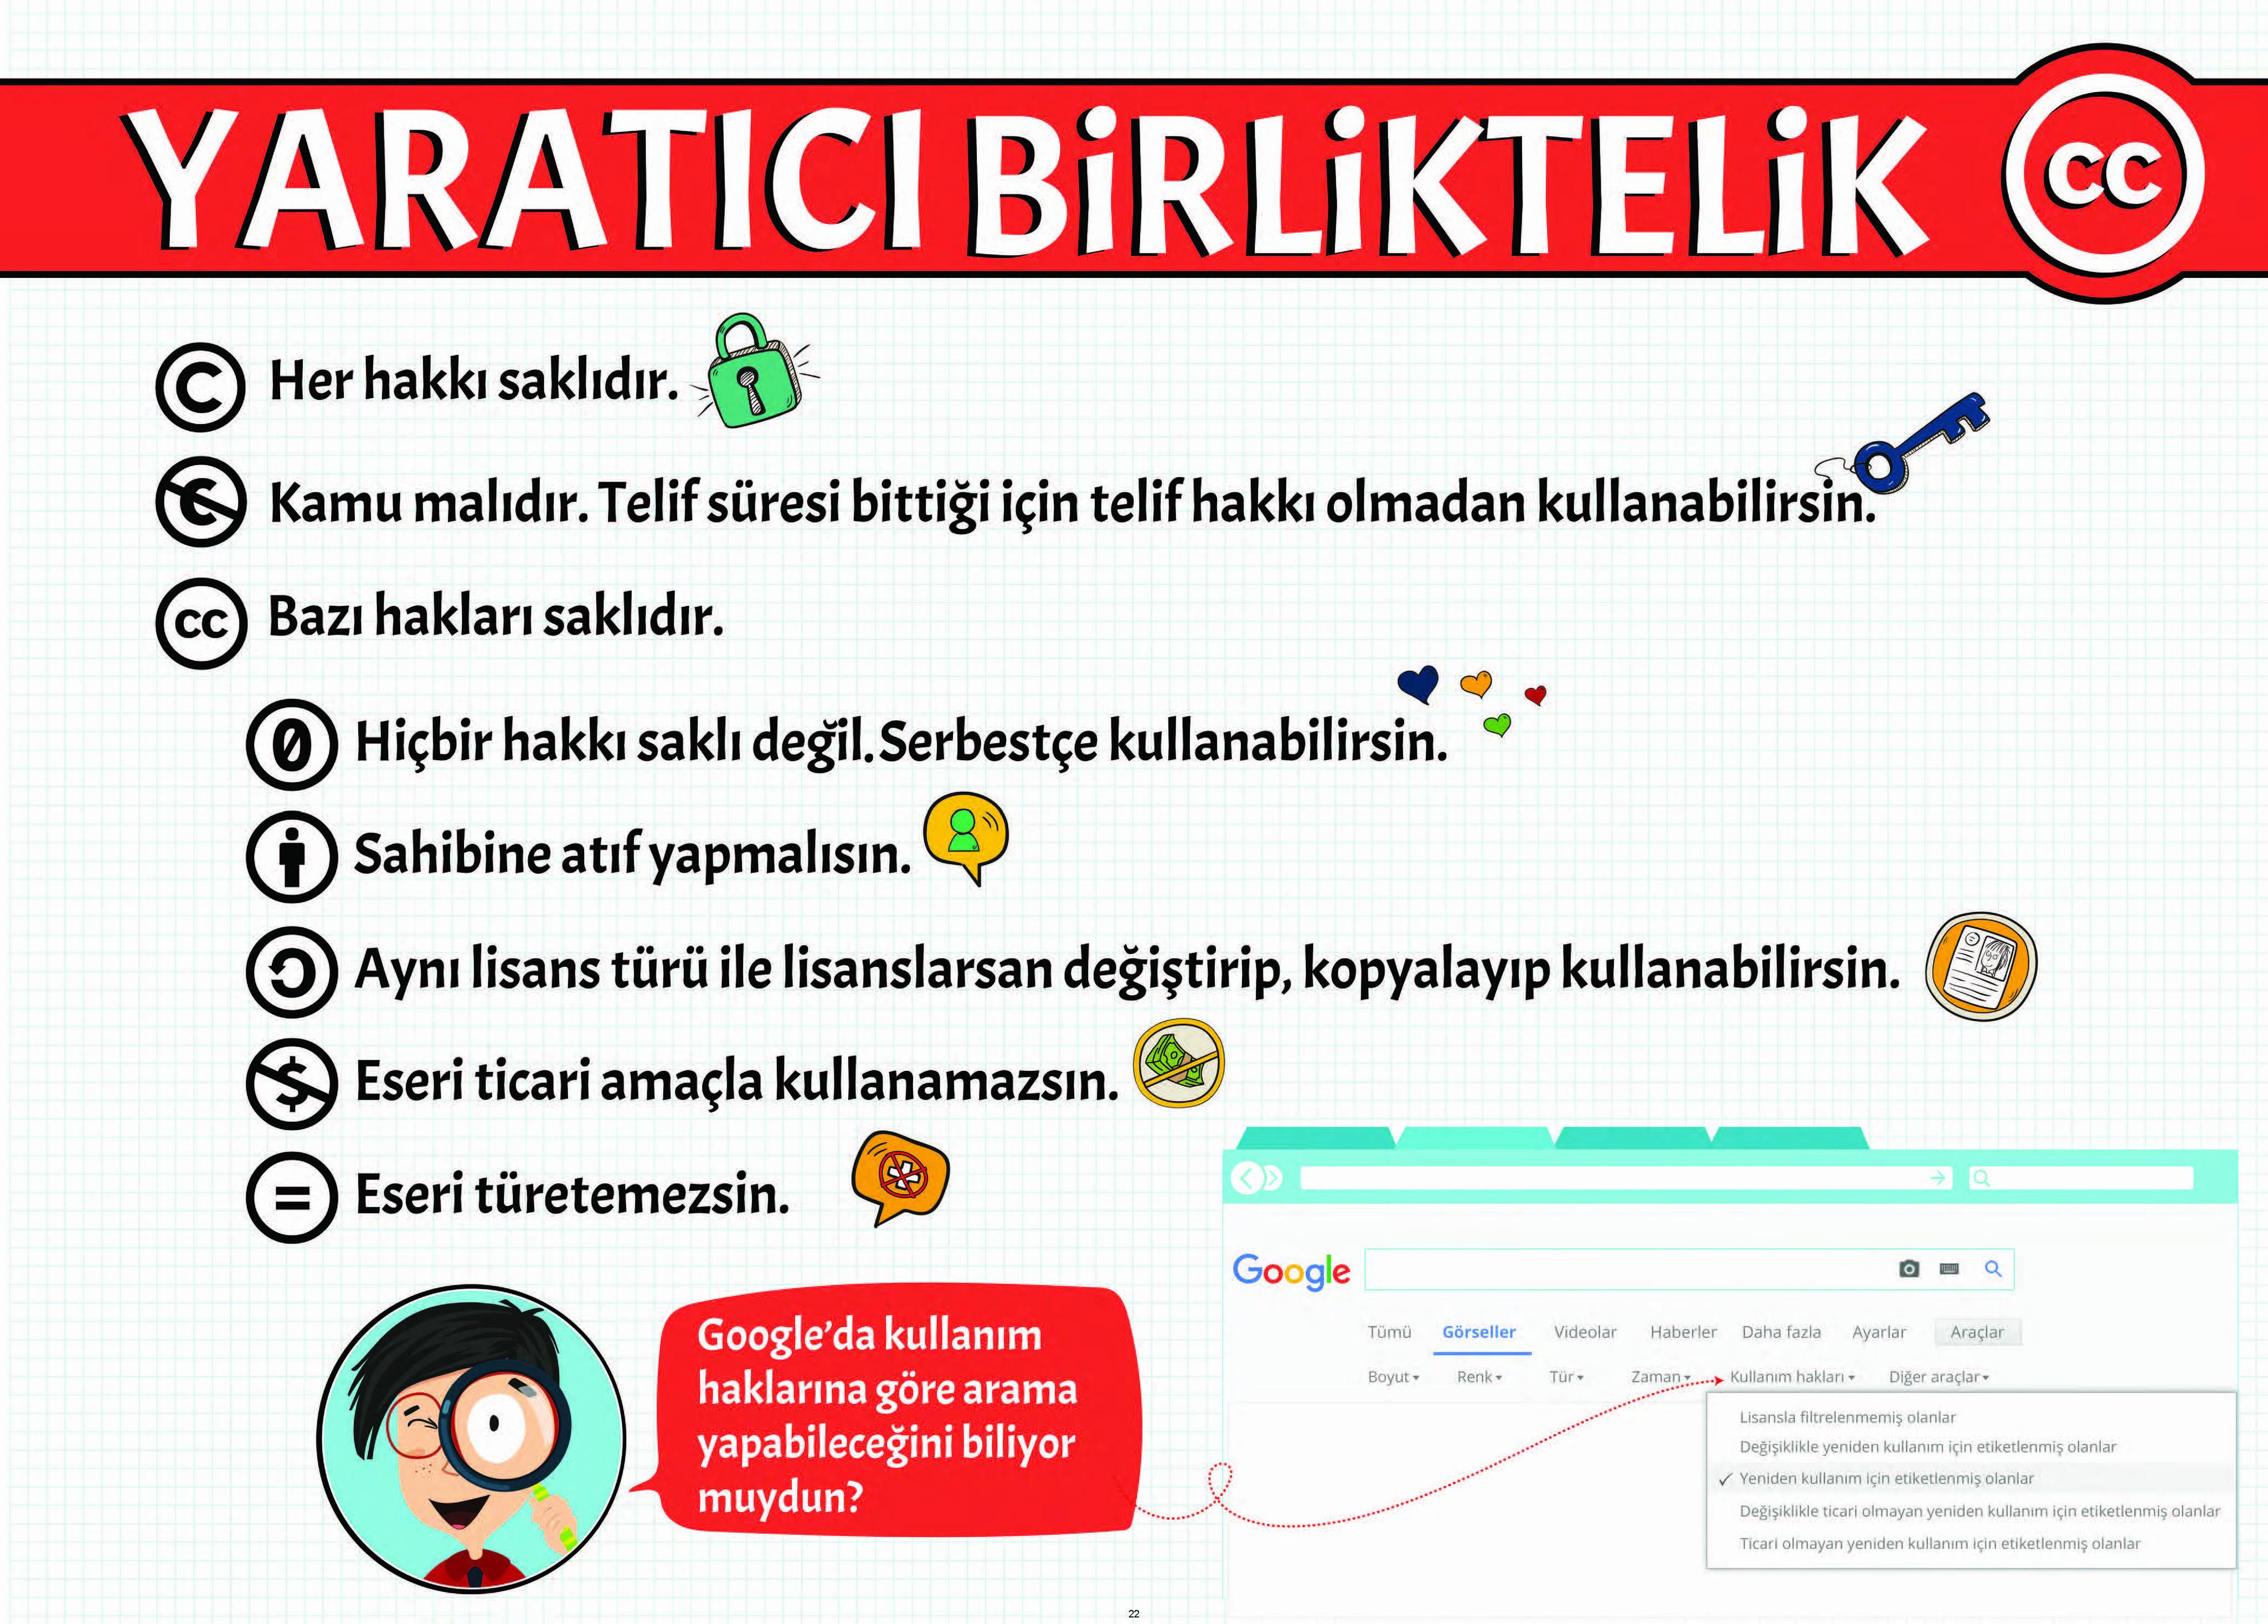 YARATICI BİRLİKTELİK
cc
C Her hakkı saklıdır.
C Kamu malıdır. Telif süresi bittiği için telif hakkı olmadan kullanabilirsin.
cc Bazı hakları saklıdır.
0 Hiçbir hakkı saklı değil. Serbestçe kullanabilirsin.
Sahibine atıf yapmalısın.
Aynı lisans türü ile lisanslarsan değiştirip, kopyalayıp kullanabilirsin.
$ Eseri ticari amaçla kullanamazsın.
= Eseri türetemezsin.
Google’da kullanım
haklarına göre arama
yapabileceğini biliyor
muydun?
Google
Tümü Görseller Videolar Haberler Daha fazla Ayarlar Araçlar
Boyut Renk Tür Zaman Kullanım hakları Diğer araçlar
Lisansla filtrelenmemiş olanlar
Değişiklikle yeniden kullanım için etiketlenmiş olanlar
✓ Yeniden kullanım için etiketlenmiş olanlar
Değişiklikle ticari olmayan yeniden kullanım için etiketlenmiş olanlar
Ticari olmayan yeniden kullanım için etiketlenmiş olanlar
22